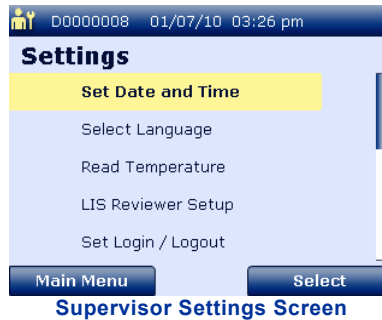 D0000008 01/07/10 03:26 pm
Settings
Set Date and Time
Select Language
Read Temperature
LIS Reviewer Setup
Set Login / Logout
Main Menu Select
Supervisor Settings Screen